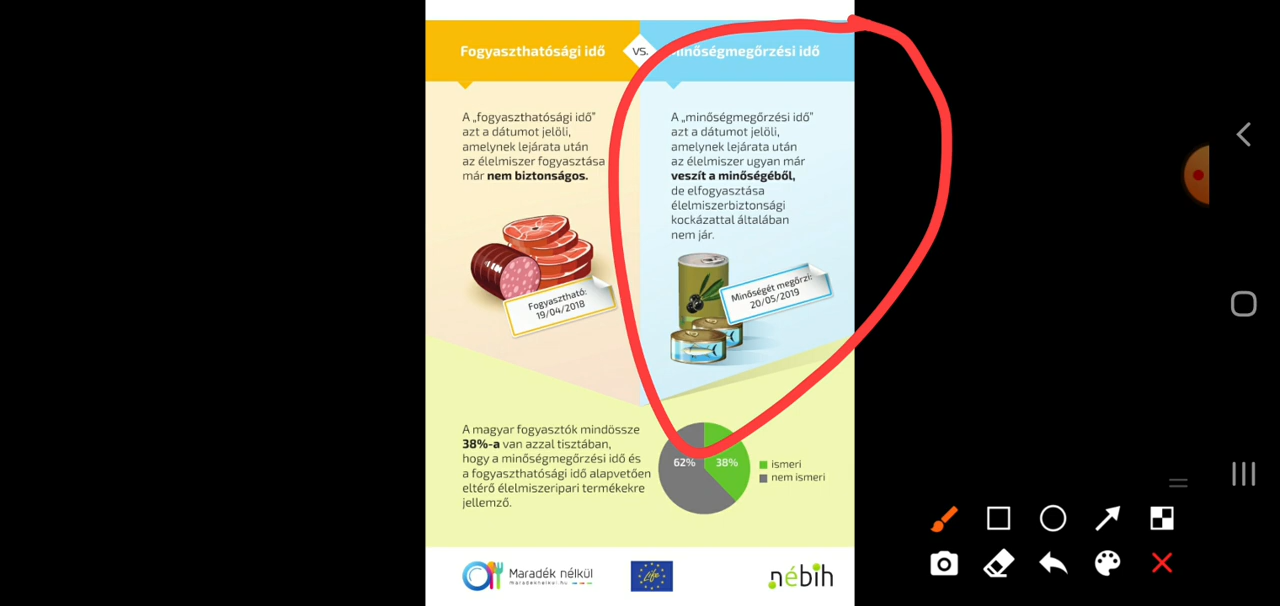 Fogyaszthatósági idő
VS.
Minőségmegőrzési idő
A „fogyaszthatósági idő”
azt a dátumot jelöli,
amelynek lejárata után
az élelmiszer fogyasztása
már nem biztonságos.
Fogyasztható:
19/04/2018
A „minőségmegőrzési idő”
azt a dátumot jelöli,
amelynek lejárata után
az élelmiszer ugyan már
veszít a minőségéből,
de elfogyasztása
élelmiszerbiztonsági
kockázattal általában
nem jár.
Minőségét megőrzi:
20/05/2019
A magyar fogyasztók mindössze
38%-a van azzal tisztában,
hogy a minőségmegőrzési idő és
a fogyaszthatósági idő alapvetően
eltérő élelmiszeripari termékekre
jellemző.
62%
38%
ismeri
nem ismeri
Maradék nélkül
maradeknelkul.hu
Life
nébih